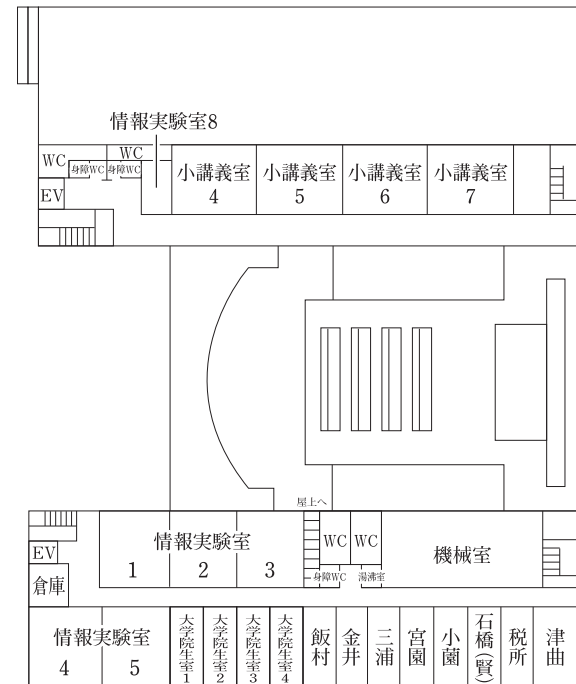 情報実験室8
WC
WC
身障WC
身障WC
EV
小講義室
4
小講義室
5
小講義室
6
小講義室
7
屋上へ
EV
倉庫
情報実験室
1
2
3
WC
WC
身障WC
湯沸室
機械室
情報実験室
4
5
大学院生室1
大学院生室2
大学院生室3
大学院生室4
飯村
金井
三浦
宮園
小薗
石橋(賢)
税所
津曲